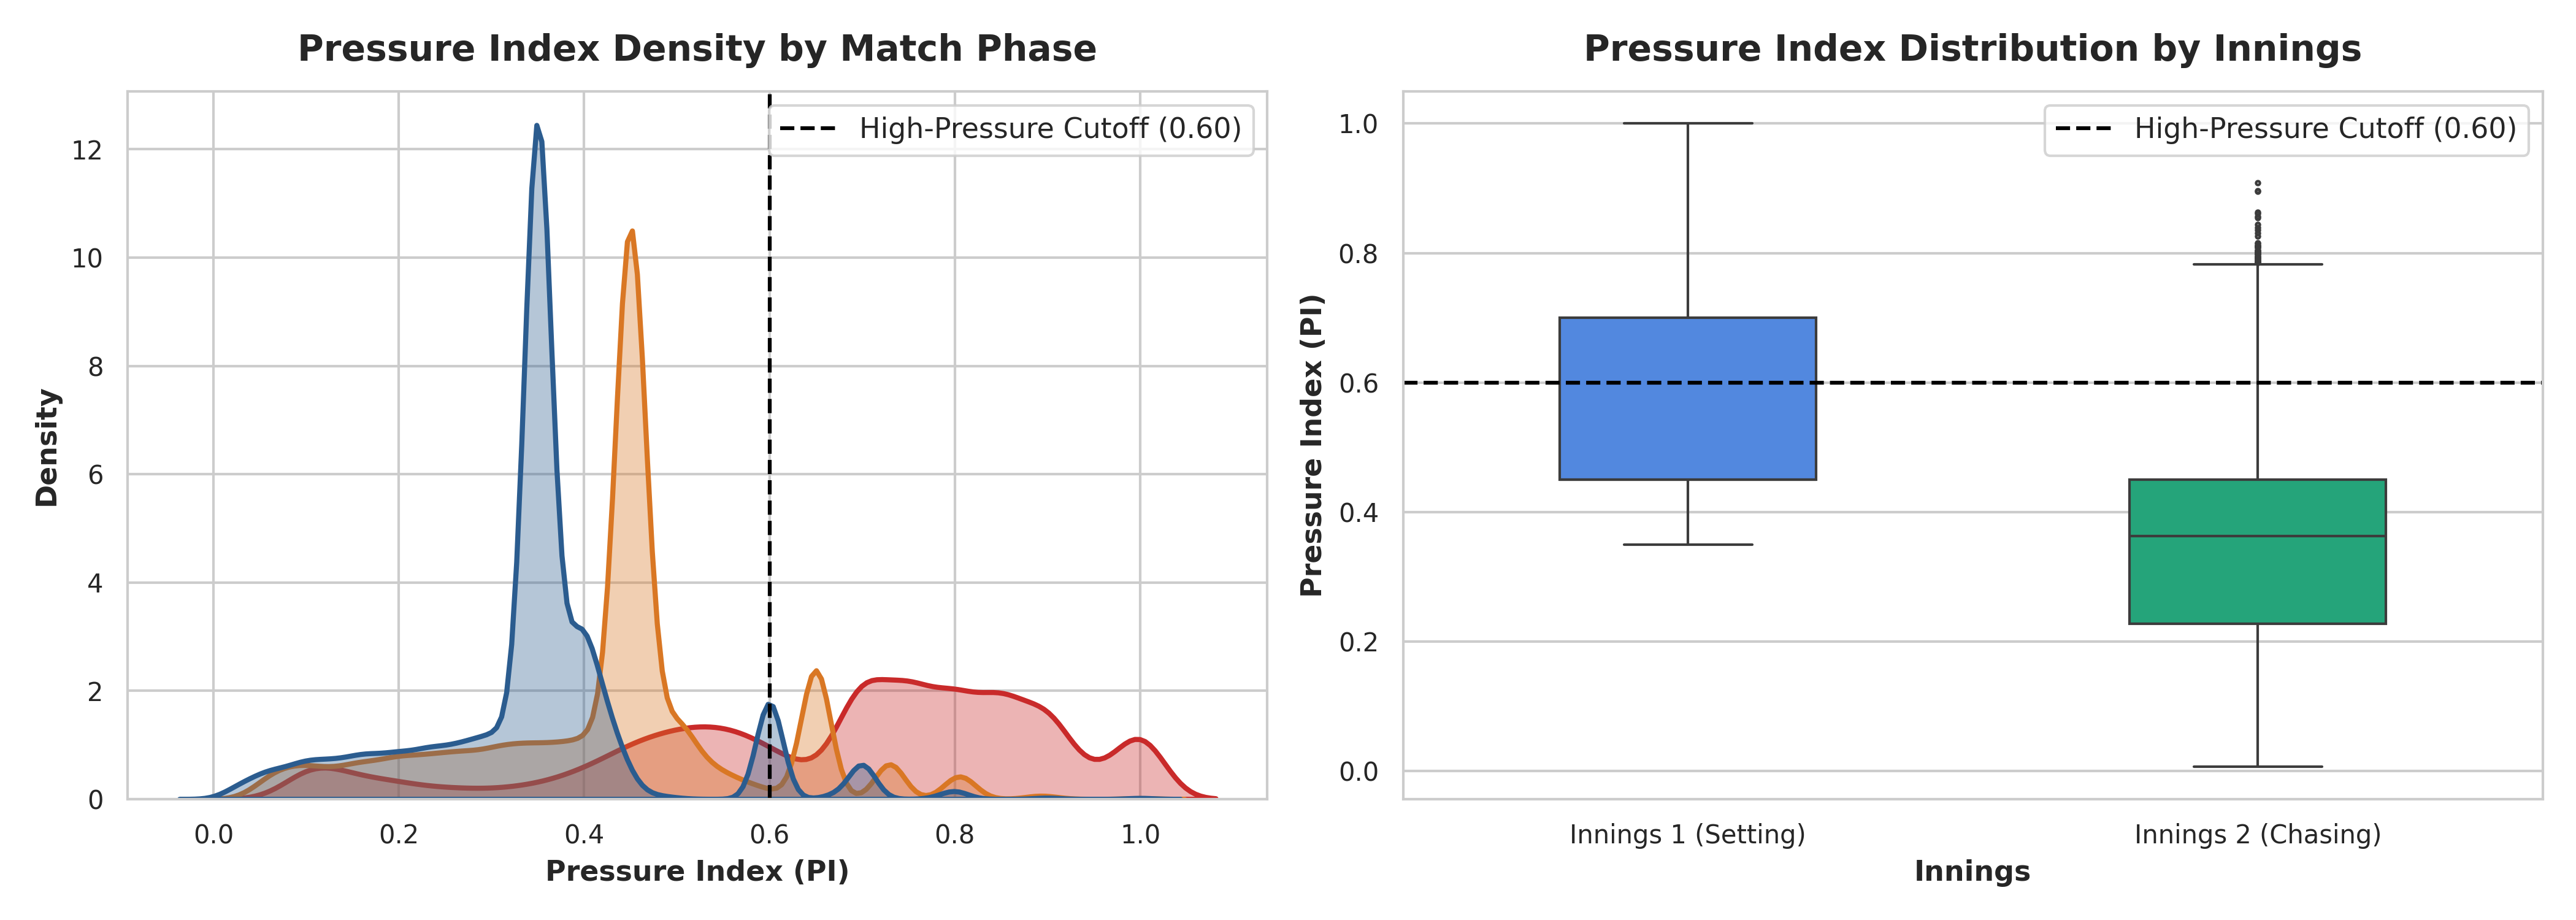 Pressure Index Density by Match Phase
High-Pressure Cutoff (0.60)
12
10
8
6
4
2
0
Density
0.0 0.2 0.4 0.6 0.8 1.0
Pressure Index (PI)
Pressure Index Distribution by Innings
High-Pressure Cutoff (0.60)
1.0
0.8
0.6
0.4
0.2
0.0
Pressure Index (PI)
Innings 1 (Setting) Innings 2 (Chasing)
Innings